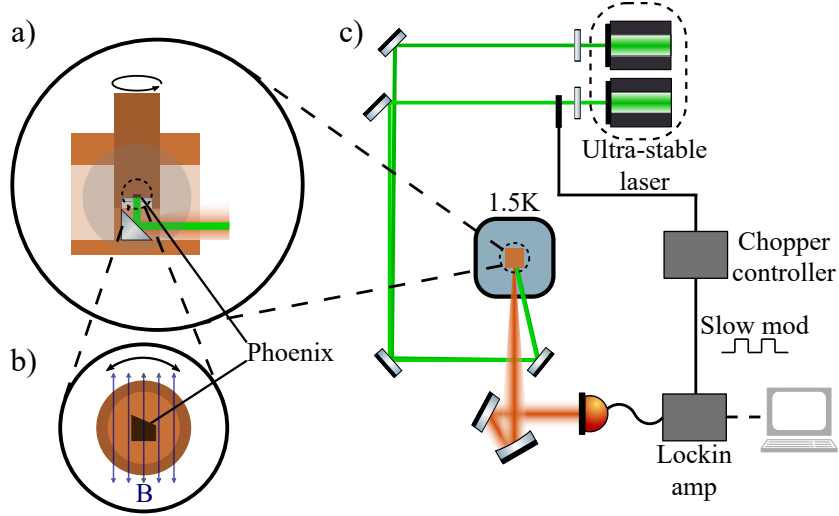 a)
c)
Ultra-stable
laser
1.5K
Chopper
controller
Slow mod
Phoenix
b)
B
Lockin
amp